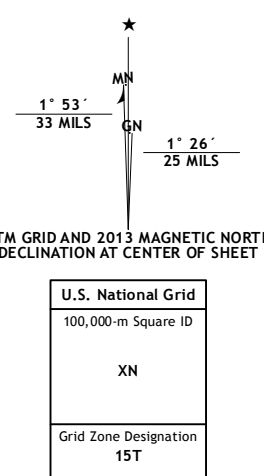 MN
1° 53´
33 MILS
GN
1° 26´
25 MILS
TM GRID AND 2013 MAGNETIC NORTH
DECLINATION AT CENTER OF SHEET
U.S. National Grid
100,000-m Square ID
XN
Grid Zone Designation
15T